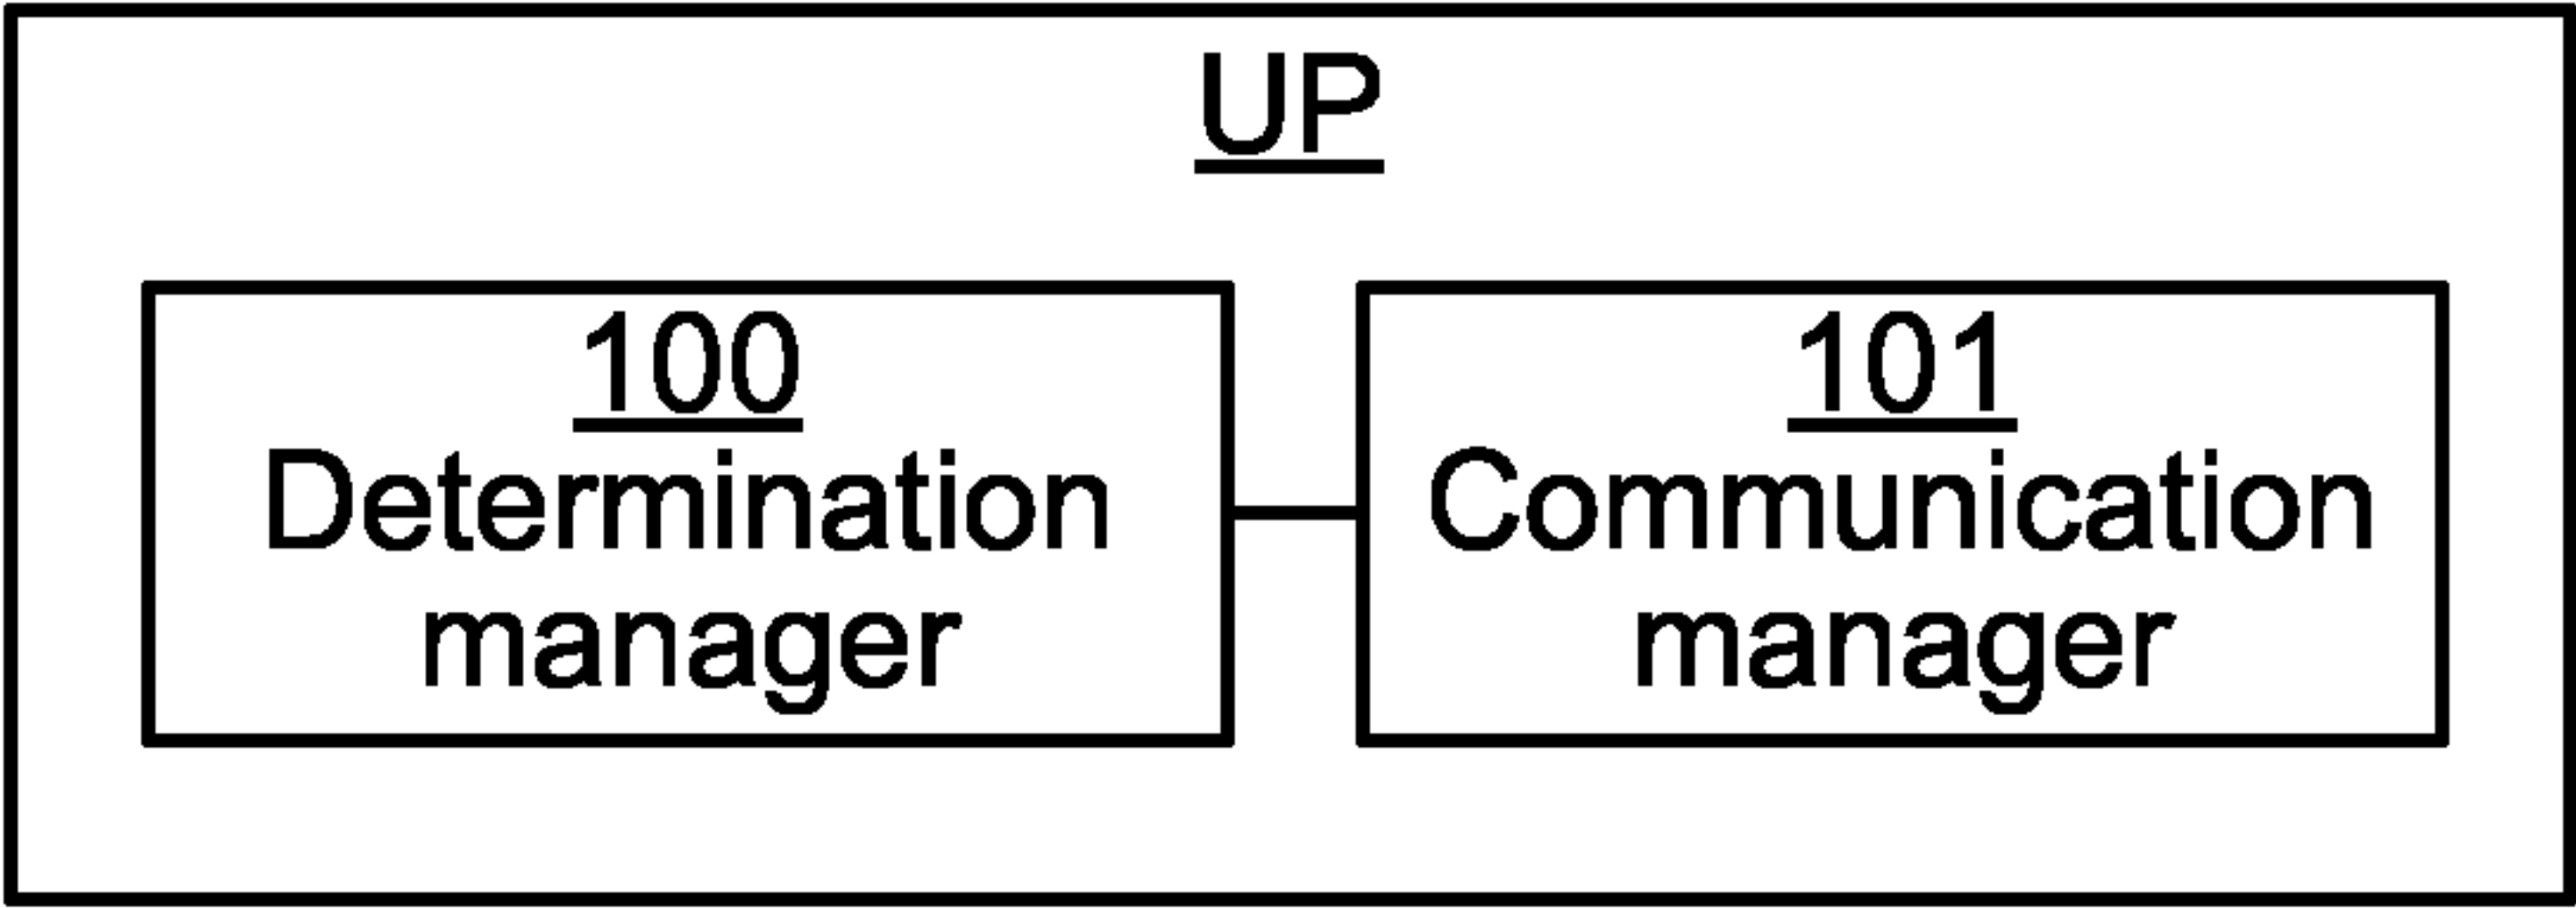 UP
100
Determination
manager
101
Communication
manager